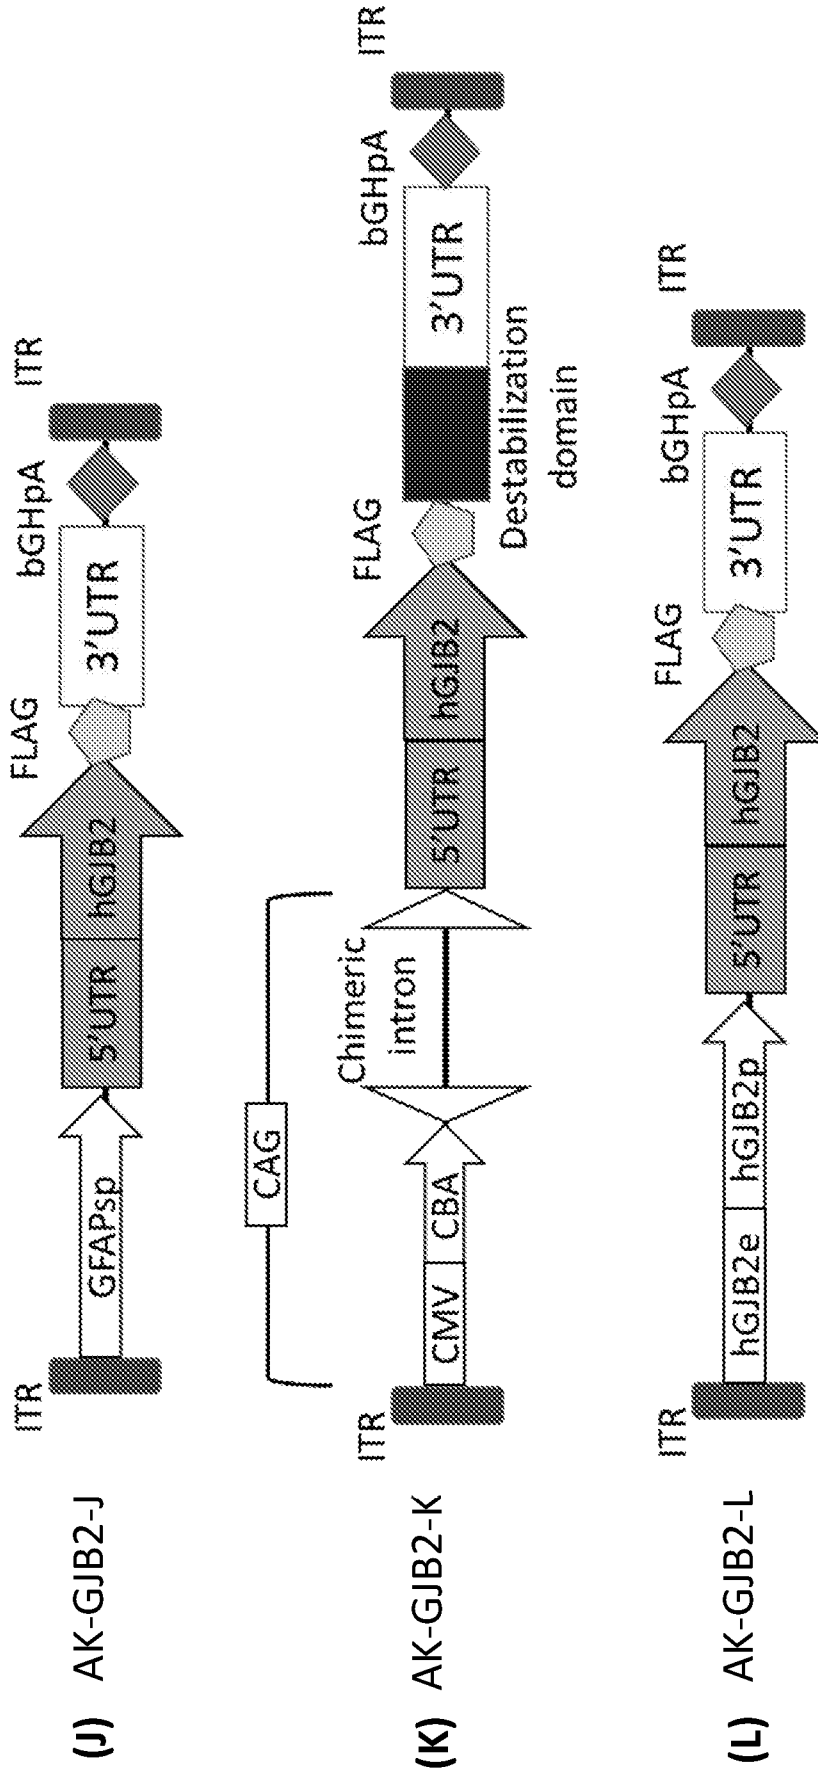 (J) AK-GJB2-J
ITR
GFAPsp
5'UTR
hGJB2
FLAG
3'UTR
bGHpA
ITR
(K) AK-GJB2-K
CAG
ITR
CMV
CBA
Chimeric
intron
5'UTR
hGJB2
FLAG
Destabilization
domain
3'UTR
bGHpA
ITR
(L) AK-GJB2-L
ITR
hGJB2e
hGJB2p
5'UTR
hGJB2
FLAG
3'UTR
bGHpA
ITR